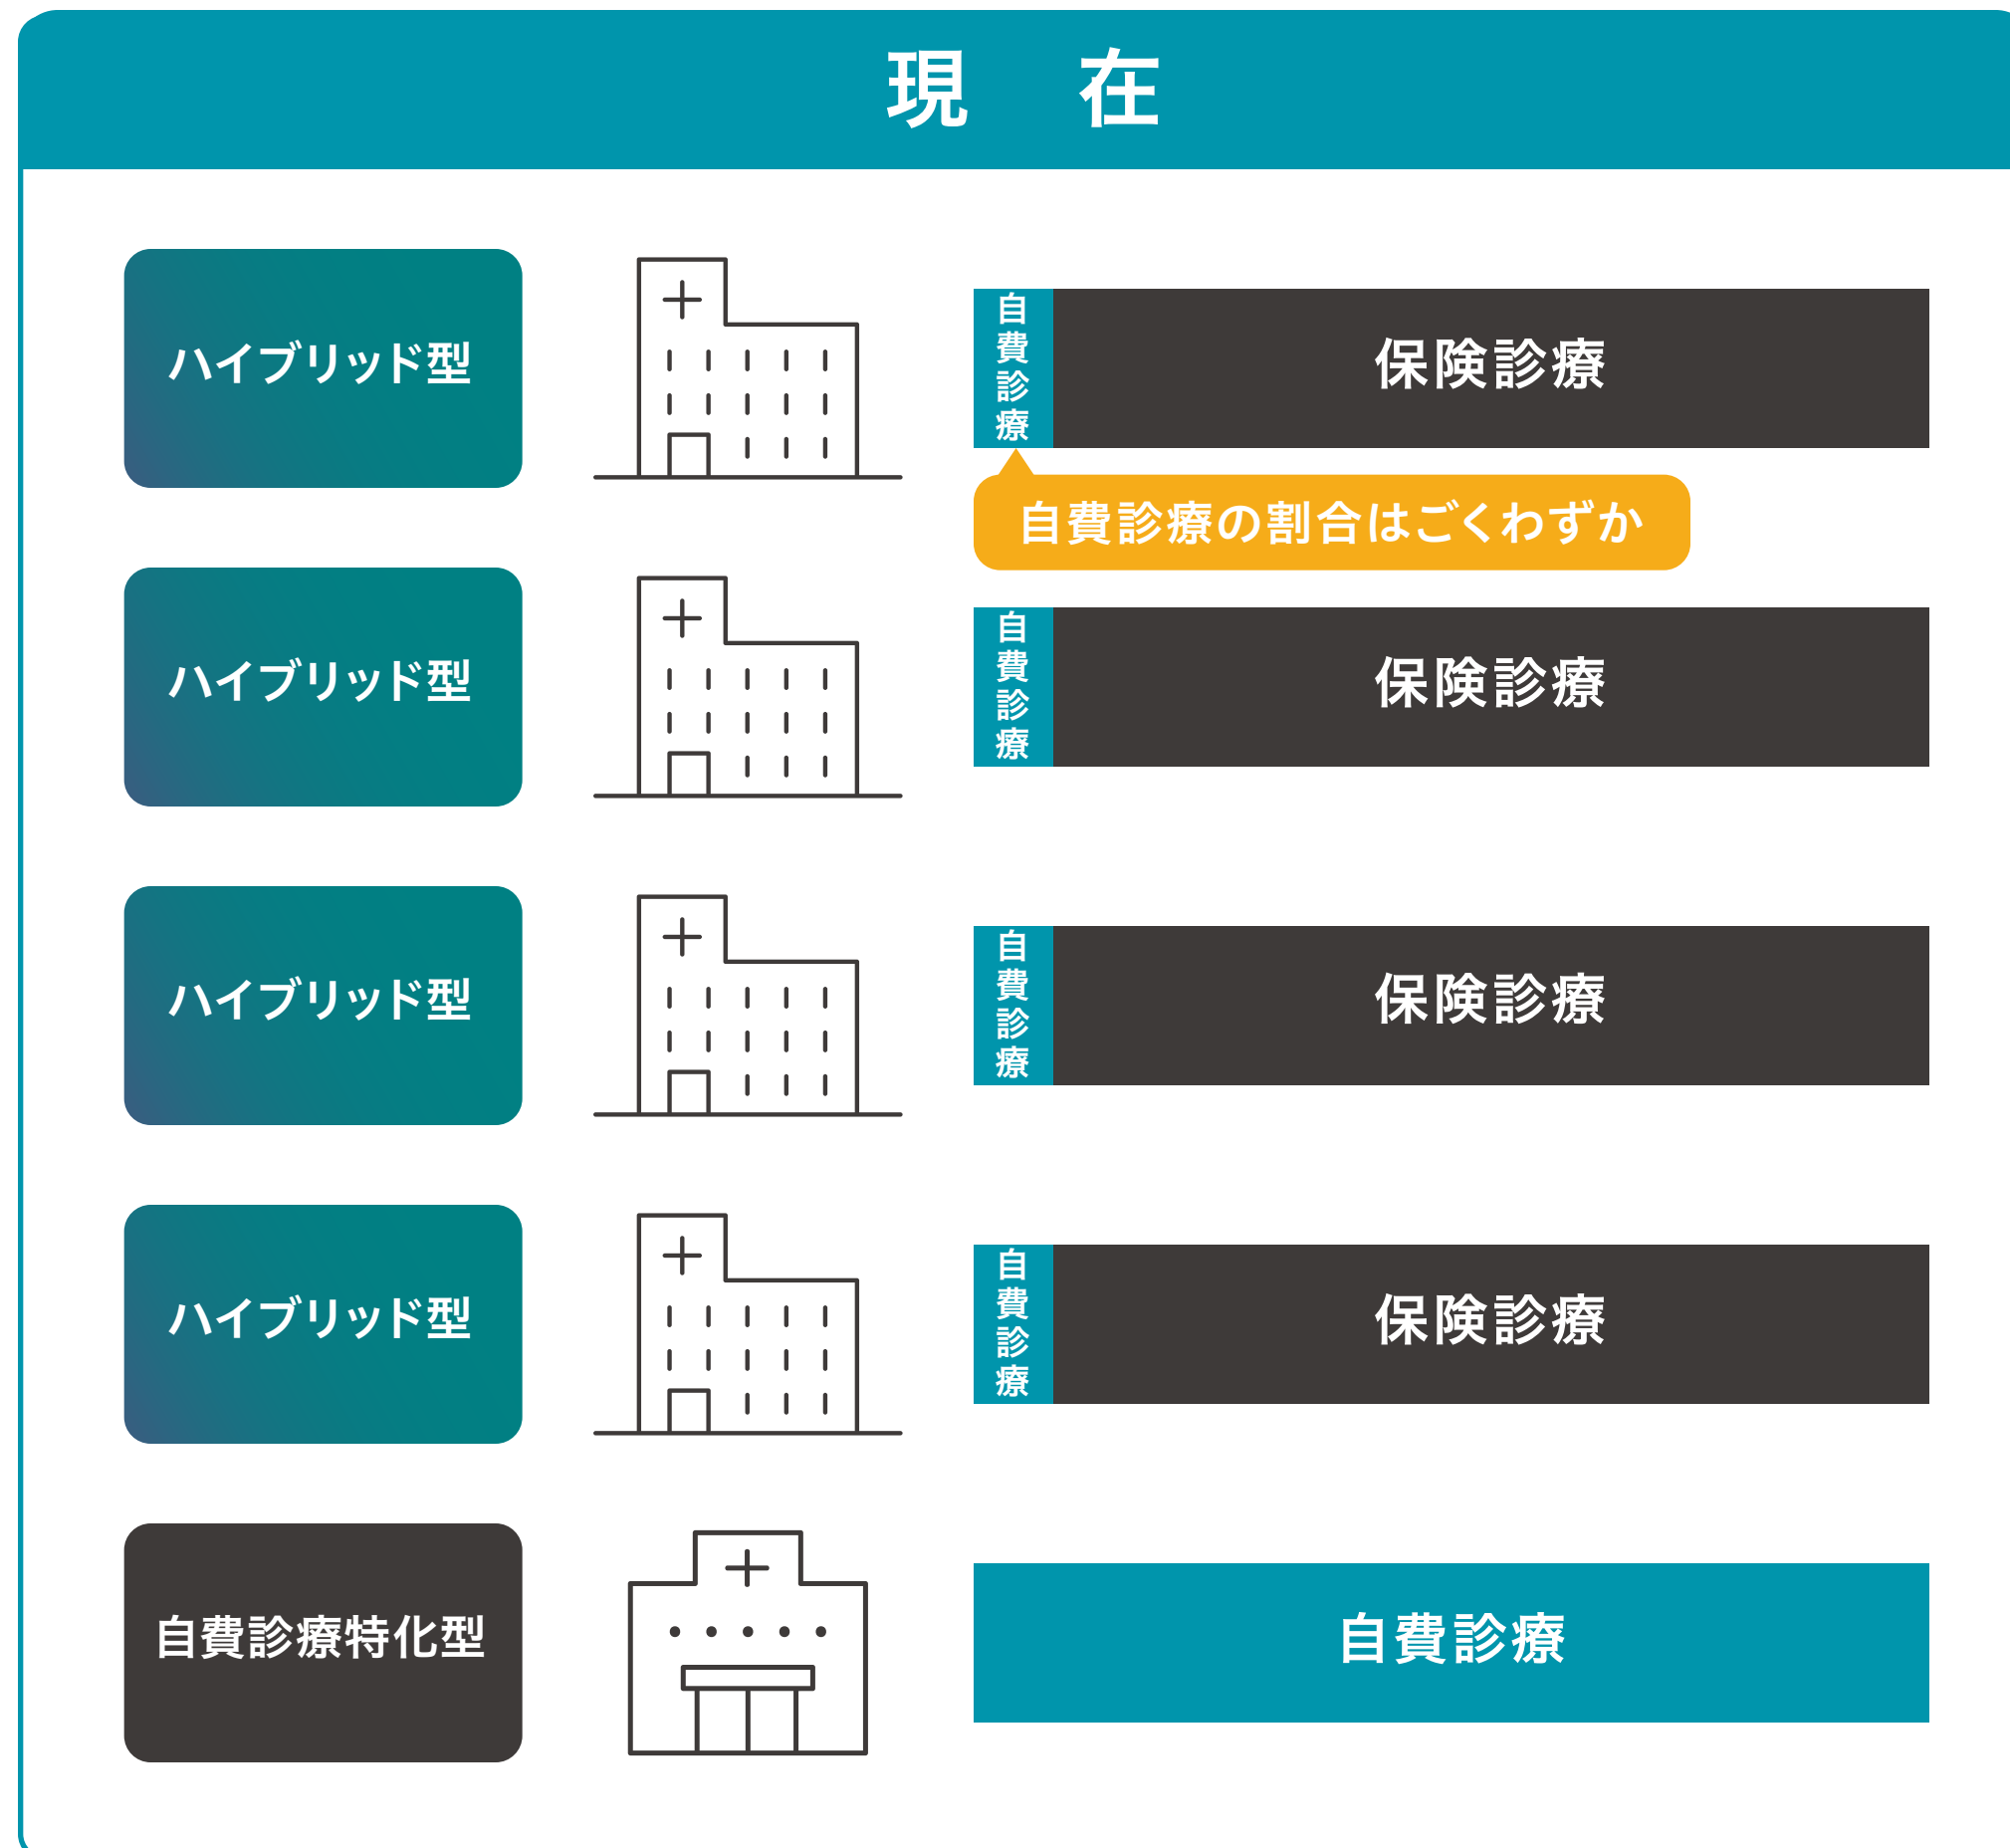 現　在
ハイブリッド型
自費診療
保険診療
自費診療の割合はごくわずか
ハイブリッド型
自費診療
保険診療
ハイブリッド型
自費診療
保険診療
ハイブリッド型
自費診療
保険診療
自費診療特化型
自費診療